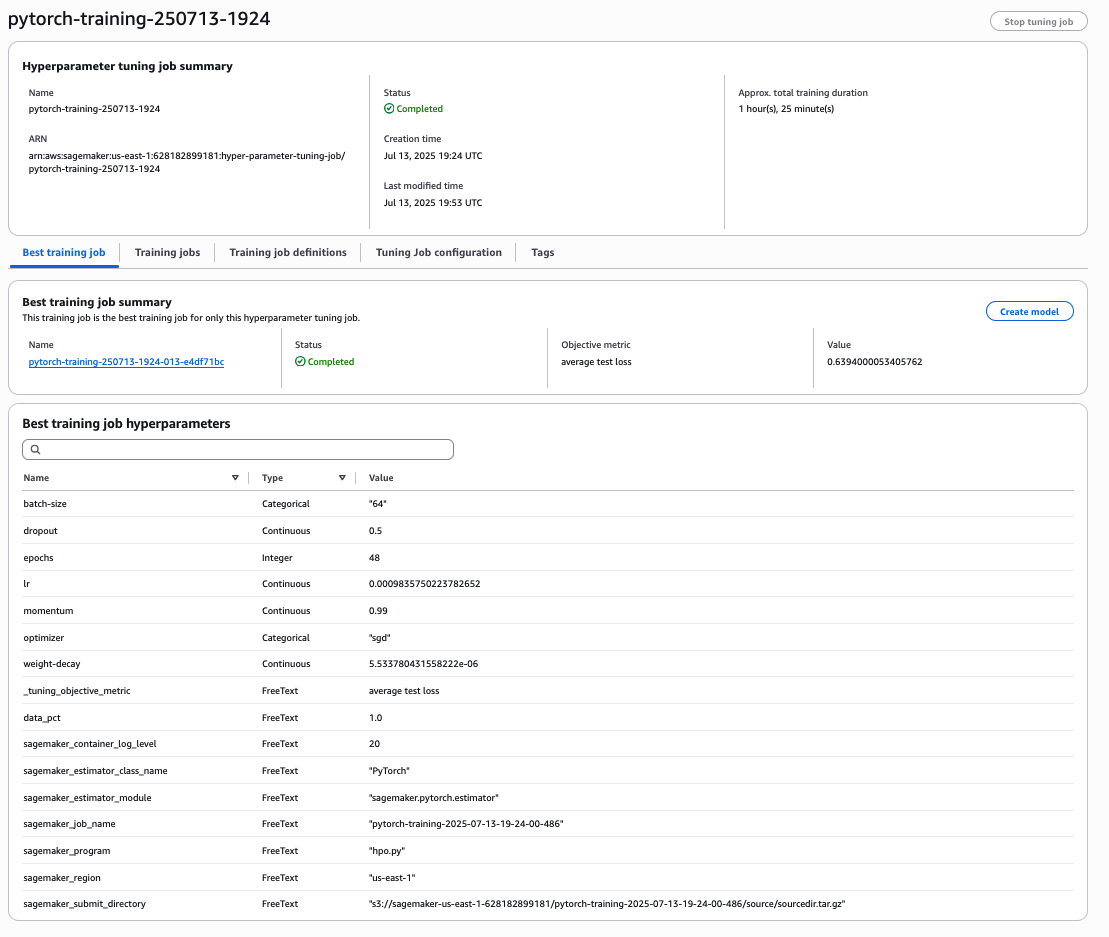 pytorch-training-250713-1924
Stop tuning job
Hyperparameter tuning job summary
Name
pytorch-training-250713-1924
ARN
arn:aws:sagemaker:us-east-1:628182899181:hyper-parameter-tuning-job/
pytorch-training-250713-1924
Status
Completed
Creation time
Jul 13, 2025 19:24 UTC
Last modified time
Jul 13, 2025 19:53 UTC
Approx. total training duration
1 hour(s), 25 minute(s)
Best training job Training jobs Training job definitions Tuning Job configuration Tags
Best training job summary
This training job is the best training job for only this hyperparameter tuning job.
Create model
Name
pytorch-training-250713-1924-013-e4df71bc
Status
Completed
Objective metric
average test loss
Value
0.6394000053405762
Best training job hyperparameters
Name Type Value
batch-size Categorical "64"
dropout Continuous 0.5
epochs Integer 48
lr Continuous 0.0009835750223782652
momentum Continuous 0.99
optimizer Categorical "sgd"
weight-decay Continuous 5.533780431558222e-06
_tuning_objective_metric FreeText average test loss
data_pct FreeText 1.0
sagemaker_container_log_level FreeText 20
sagemaker_estimator_class_name FreeText "PyTorch"
sagemaker_estimator_module FreeText "sagemaker.pytorch.estimator"
sagemaker_job_name FreeText "pytorch-training-2025-07-13-19-24-00-486"
sagemaker_program FreeText "hpo.py"
sagemaker_region FreeText "us-east-1"
sagemaker_submit_directory FreeText "s3://sagemaker-us-east-1-628182899181/pytorch-training-2025-07-13-19-24-00-486/source/sourcedir.tar.gz"